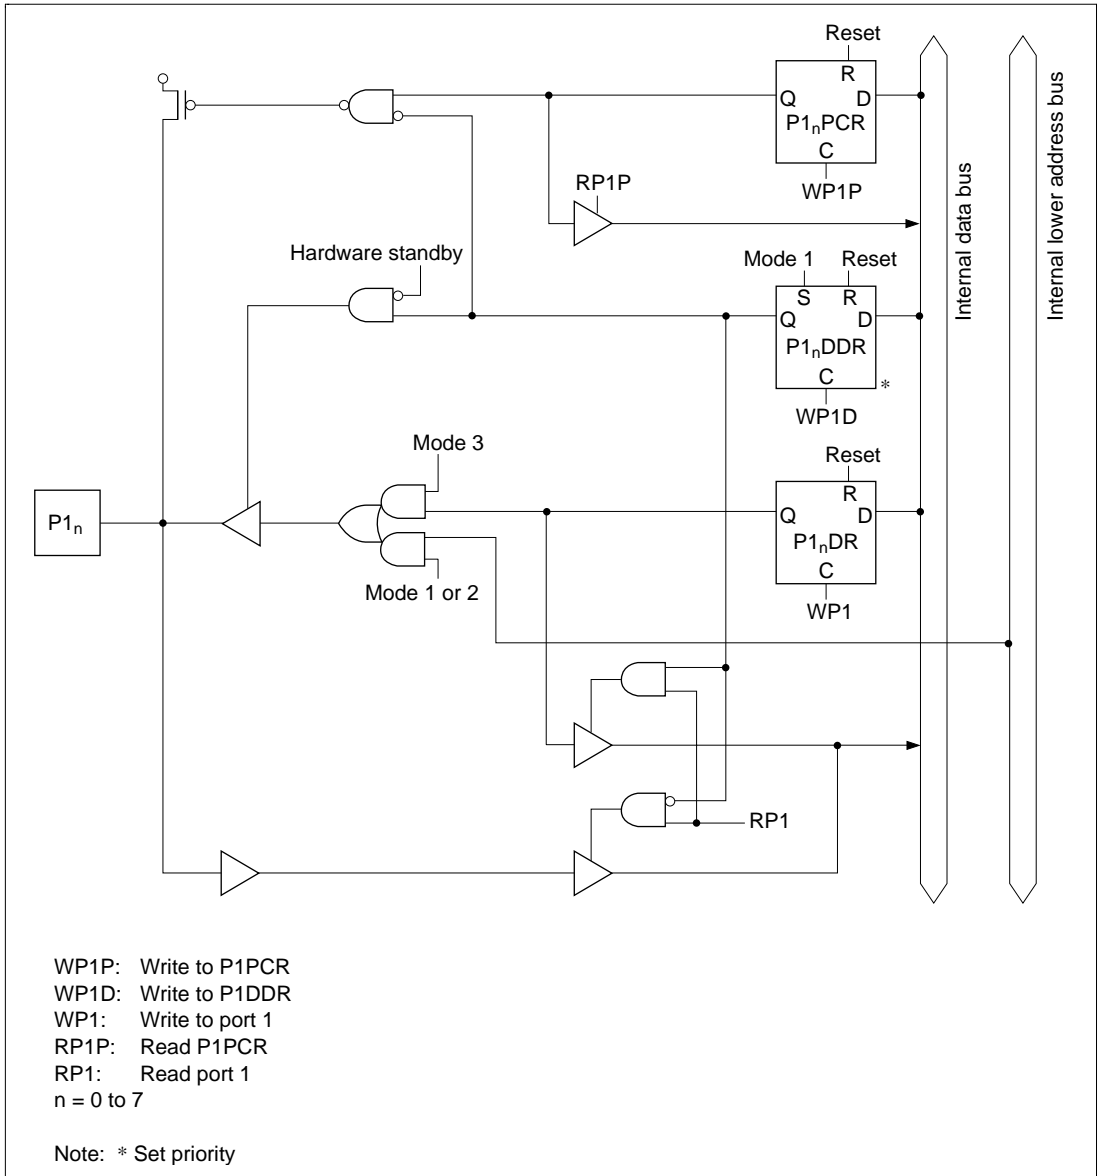 Reset
R
Q D
P1nPCR
C
WP1P
RP1P
Internal data bus
Internal lower address bus
Hardware standby
Mode 1 Reset
S R
Q D
P1nDDR
C
*
WP1D
Mode 3
Reset
R
Q D
P1nDR
C
WP1
P1n
Mode 1 or 2
RP1
WP1P: Write to P1PCR
WP1D: Write to P1DDR
WP1: Write to port 1
RP1P: Read P1PCR
RP1: Read port 1
n = 0 to 7
Note: * Set priority